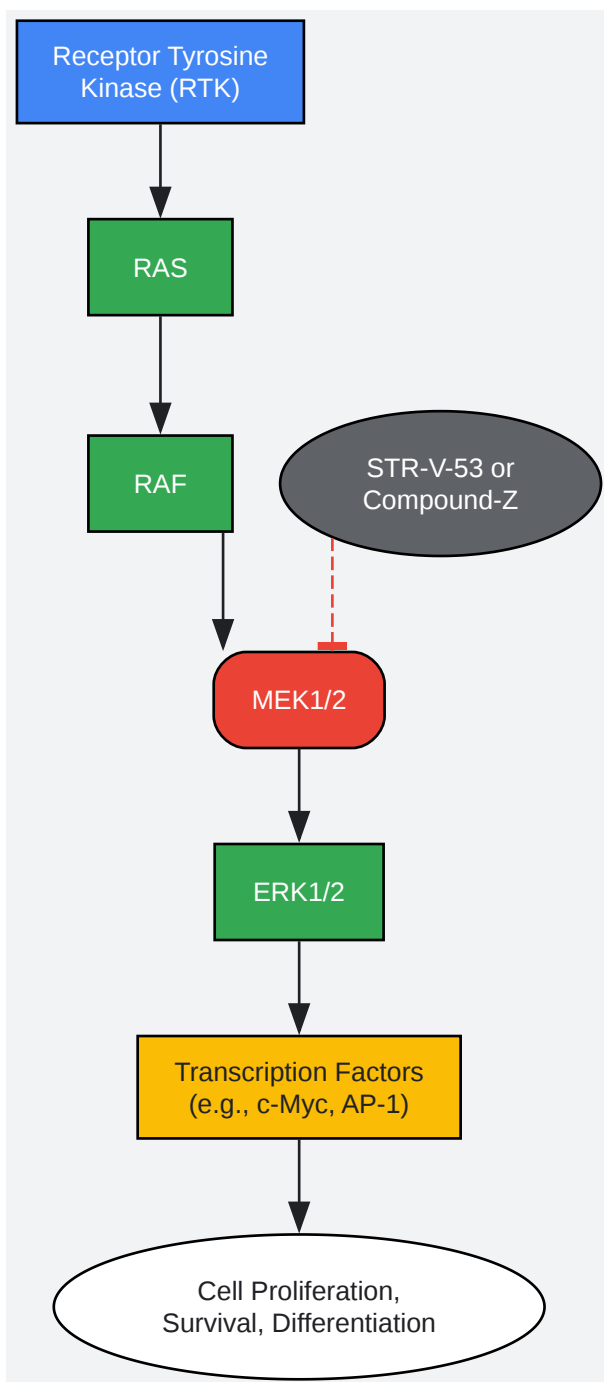 Receptor Tyrosine
Kinase (RTK)
RAS
RAF
STR-V-53 or
Compound-Z
MEK1/2
ERK1/2
Transcription Factors
(e.g., c-Myc, AP-1)
Cell Proliferation,
Survival, Differentiation